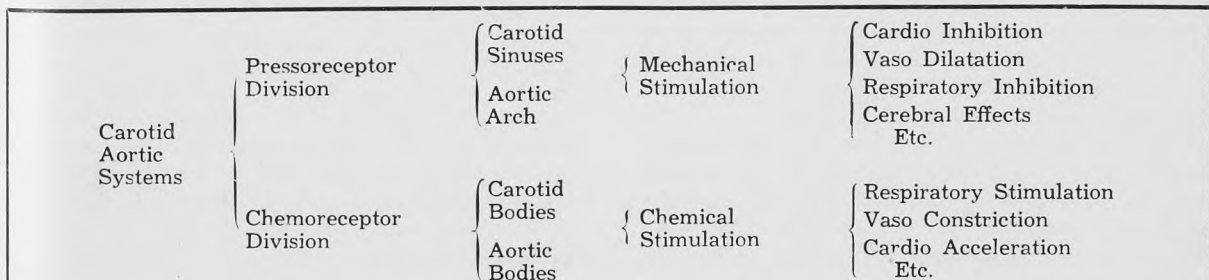 Carotid
Aortic
Systems
Pressoreceptor
Division
Carotid
Sinuses
Aortic
Arch
Mechanical
Stimulation
Cardio Inhibition
Vaso Dilatation
Respiratory Inhibition
Cerebral Effects
Etc.
Chemoreceptor
Division
Carotid
Bodies
Aortic
Bodies
Chemical
Stimulation
Respiratory Stimulation
Vaso Constriction
Cardio Acceleration
Etc.